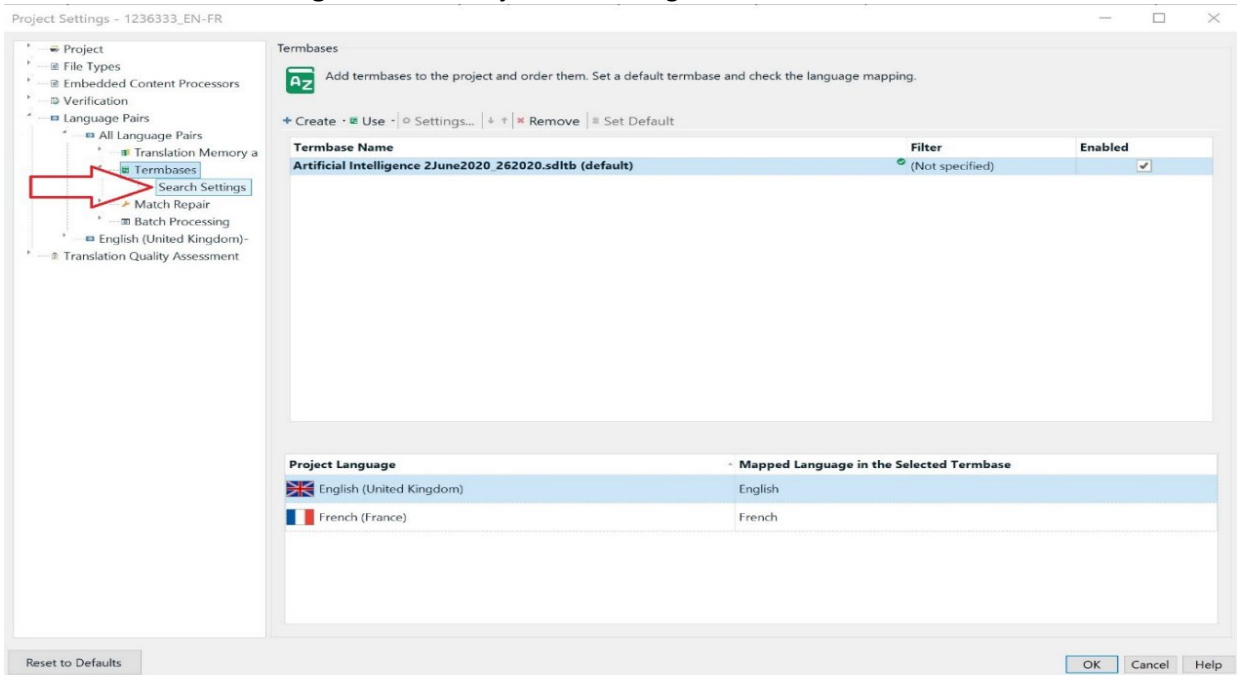 Project Settings - 1236333_EN-FR
Project
File Types
Embedded Content Processors
Verification
Language Pairs
All Language Pairs
Translation Memory a
Termbases
Search Settings
Match Repair
Batch Processing
English (United Kingdom)-
Translation Quality Assessment
Termbases
Add termbases to the project and order them. Set a default termbase and check the language mapping.
Create Use Settings... Remove Set Default
Termbase Name Filter Enabled
Artificial Intelligence 2June2020_262020.sdltb (default) (Not specified)
Project Language Mapped Language in the Selected Termbase
English (United Kingdom) English
French (France) French
Reset to Defaults
OK Cancel Help